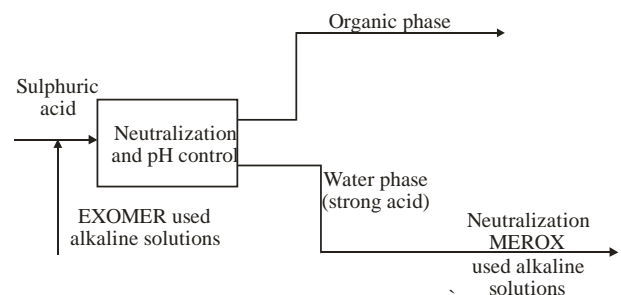 Organic phase
Sulphuric
acid
Neutralization
and pH control
Water phase
(strong acid)
EXOMER used
alkaline solutions
Neutralization
MEROX
used alkaline
solutions